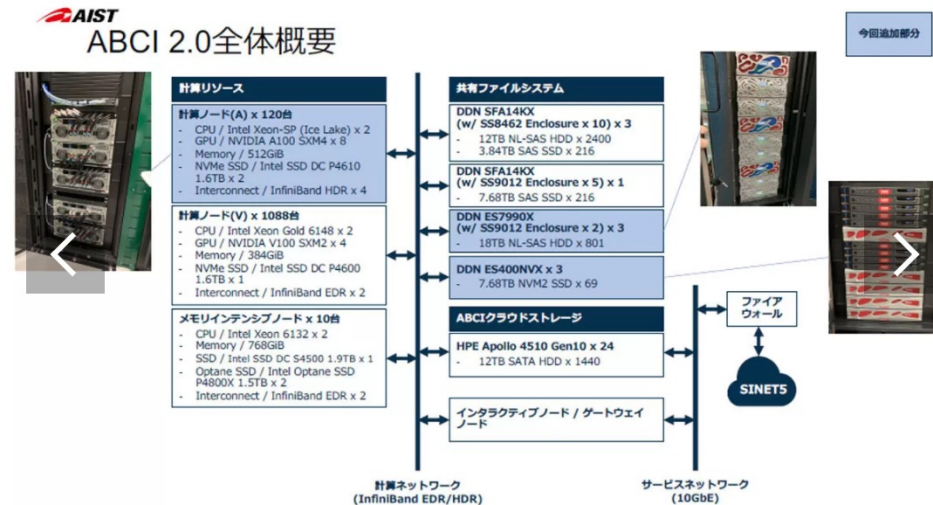 AIST
ABCI 2.0全体概要
今回追加部分
計算リソース
計算ノード(A) x 120台
- CPU / Intel Xeon-SP (Ice Lake) x 2
- GPU / NVIDIA A100 SXM4 x 8
- Memory / 512GiB
- NVMe SSD / Intel SSD DC P4610
1.6TB x 2
- Interconnect / InfiniBand HDR x 4
計算ノード(V) x 1088台
- CPU / Intel Xeon Gold 6148 x 2
- GPU / NVIDIA V100 SXM2 x 4
- Memory / 384GiB
- NVMe SSD / Intel SSD DC P4600
1.6TB x 1
- Interconnect / InfiniBand EDR x 2
メモリインテンシブノード x 10台
- CPU / Intel Xeon 6132 x 2
- Memory / 768GiB
- SSD / Intel SSD DC S4500 1.9TB x 1
- Optane SSD / Intel Optane SSD
P4800X 1.5TB x 2
- Interconnect / InfiniBand EDR x 2
共有ファイルシステム
DDN SFA14KX
(w/ SS8462 Enclosure x 10) x 3
- 12TB NL-SAS HDD x 2400
- 3.84TB SAS SSD x 216
DDN SFA14KX
(w/ SS9012 Enclosure x 5) x 1
- 7.68TB SAS SSD x 216
DDN ES7990X
(w/ SS9012 Enclosure x 2) x 3
- 18TB NL-SAS HDD x 801
DDN ES400NVX x 3
- 7.68TB NVM2 SSD x 69
ABCIクラウドストレージ
HPE Apollo 4510 Gen10 x 24
- 12TB SATA HDD x 1440
インタラクティブノード / ゲートウェイ
ノード
ファイア
ウォール
SINET5
計算ネットワーク
(InfiniBand EDR/HDR)
サービスネットワーク
(10GbE)